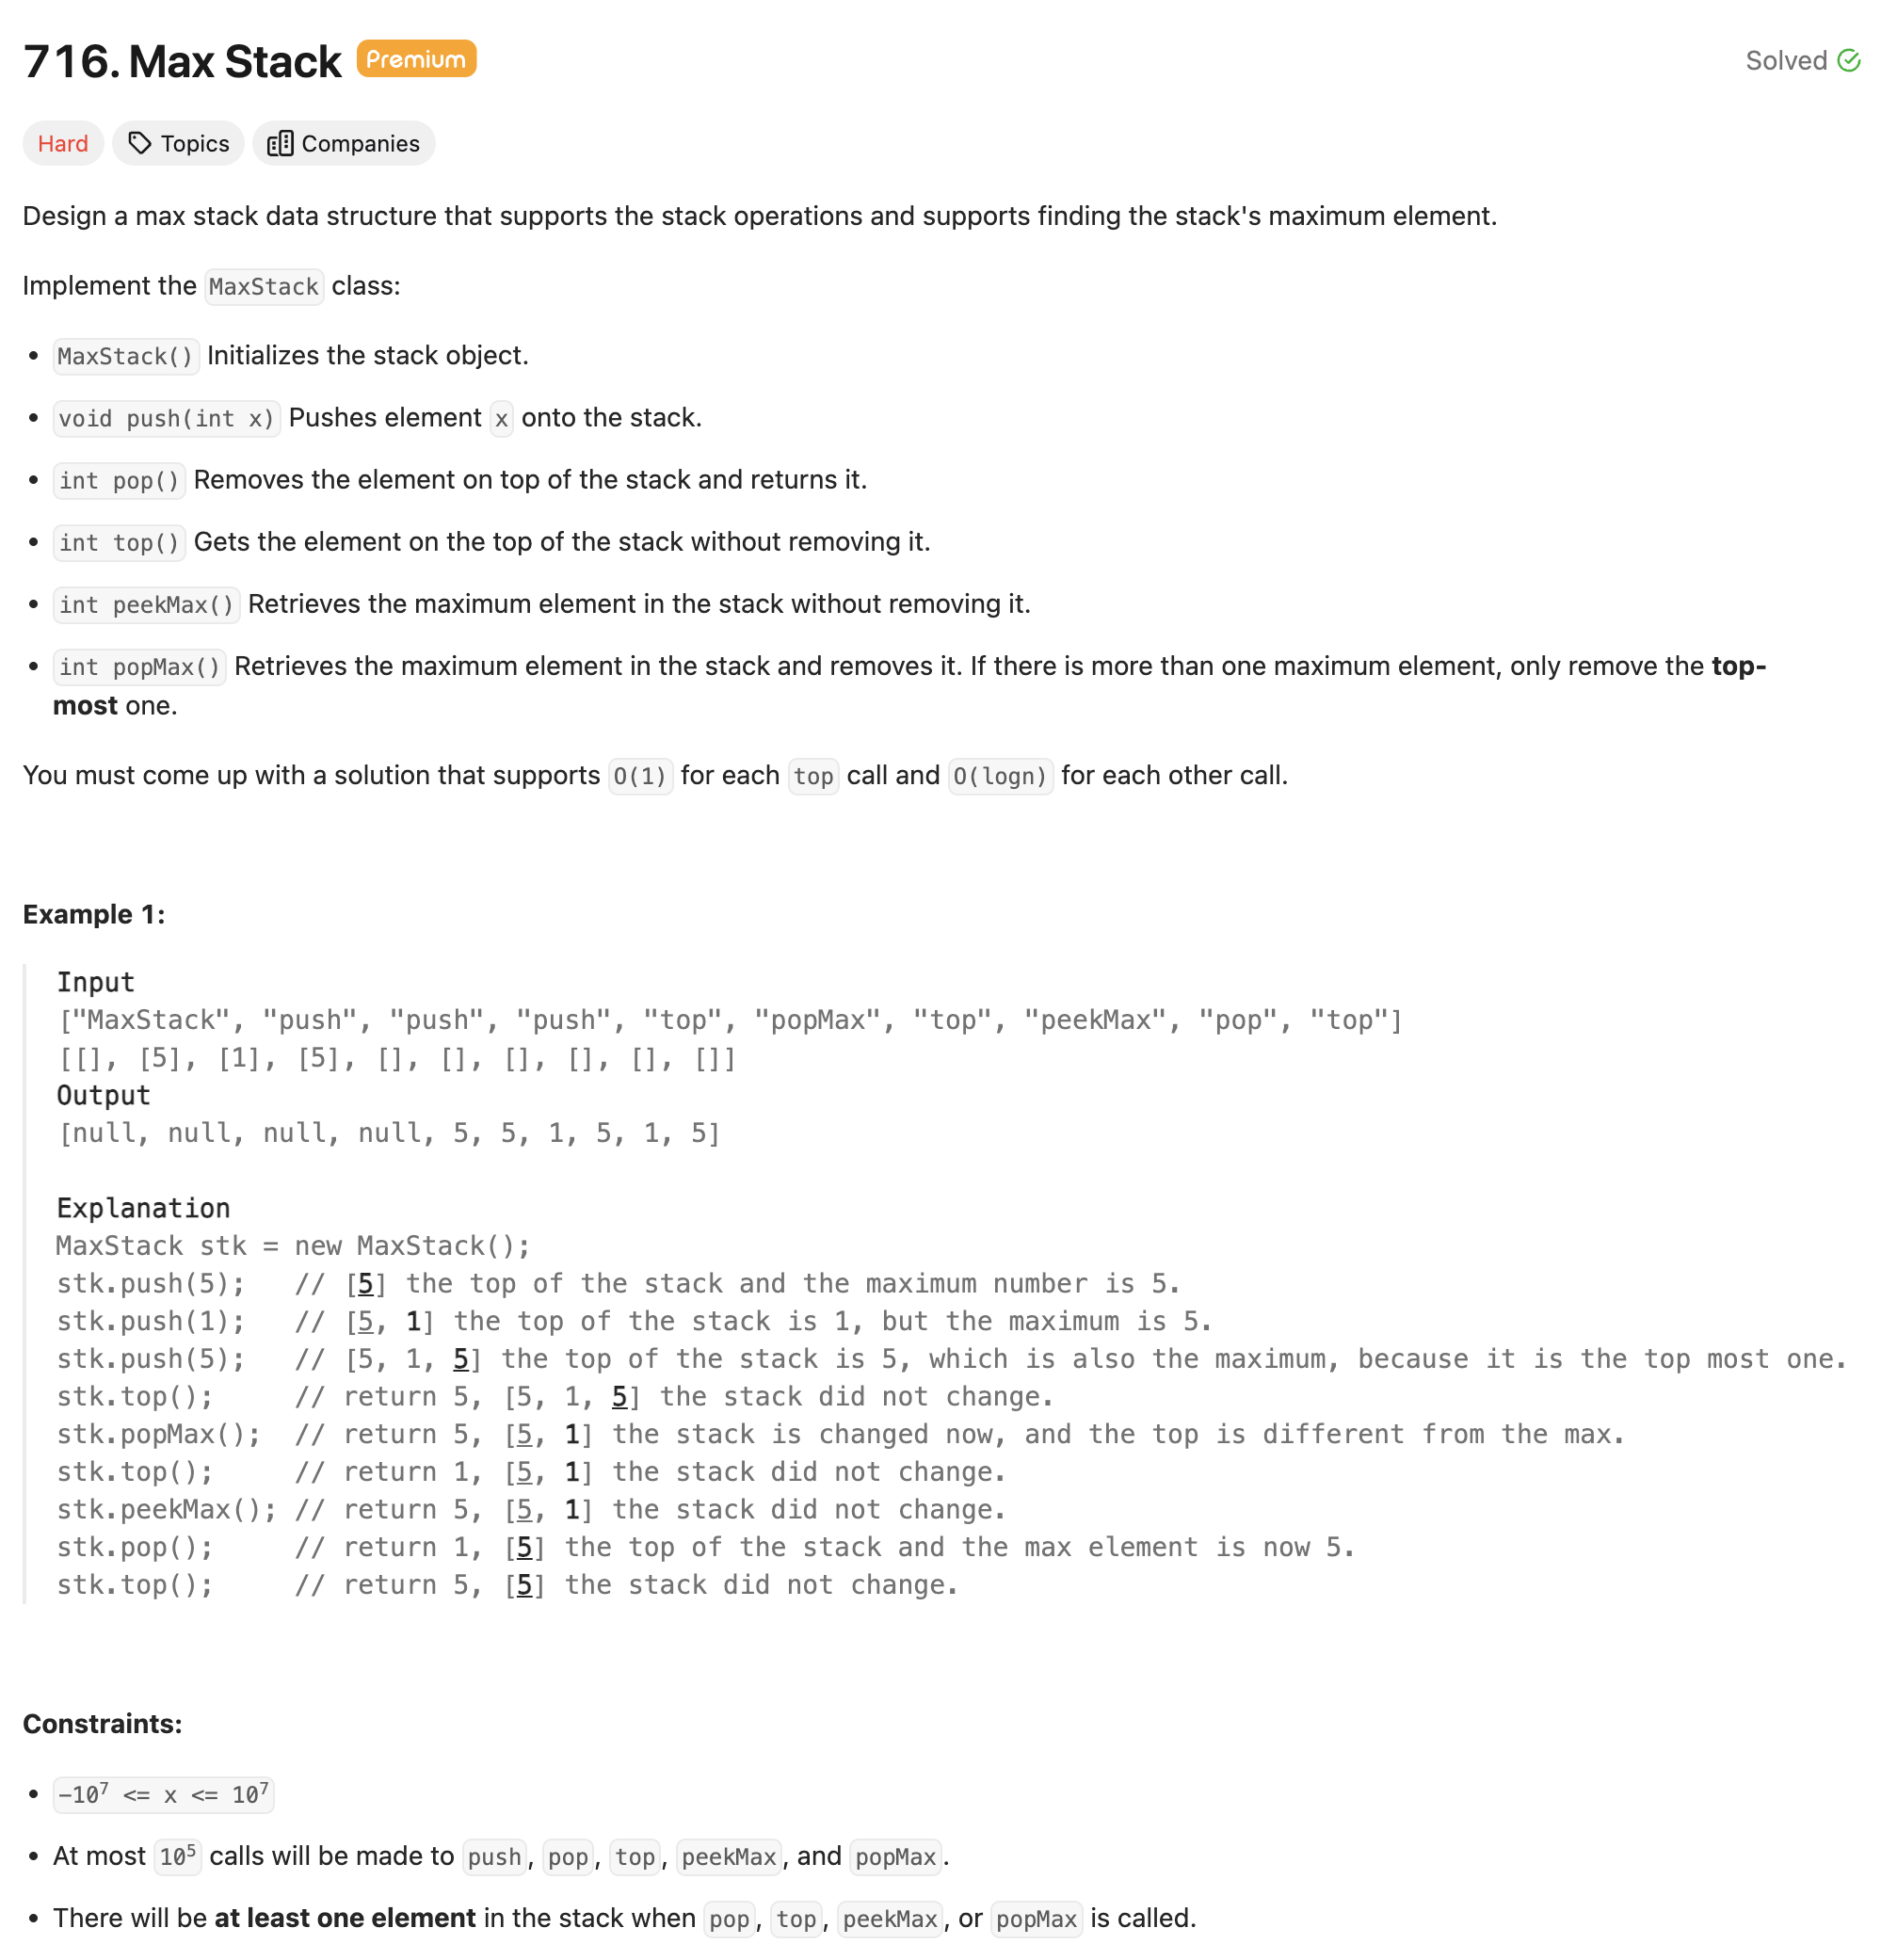 716. Max Stack Premium Solved
Hard Topics Companies
Design a max stack data structure that supports the stack operations and supports finding the stack's maximum element.
Implement the MaxStack class:
• MaxStack() Initializes the stack object.
• void push(int x) Pushes element x onto the stack.
• int pop() Removes the element on top of the stack and returns it.
• int top() Gets the element on the top of the stack without removing it.
• int peekMax() Retrieves the maximum element in the stack without removing it.
• int popMax() Retrieves the maximum element in the stack and removes it. If there is more than one maximum element, only remove the top-
most one.
You must come up with a solution that supports O(1) for each top call and O(logn) for each other call.
Example 1:
Input
["MaxStack", "push", "push", "push", "top", "popMax", "top", "peekMax", "pop", "top"]
[[], [5], [1], [5], [], [], [], [], [], []]
Output
[null, null, null, null, 5, 5, 1, 5, 1, 5]
Explanation
MaxStack stk = new MaxStack();
stk.push(5);   // [5] the top of the stack and the maximum number is 5.
stk.push(1);   // [5, 1] the top of the stack is 1, but the maximum is 5.
stk.push(5);   // [5, 1, 5] the top of the stack is 5, which is also the maximum, because it is the top most one.
stk.top();     // return 5, [5, 1, 5] the stack did not change.
stk.popMax();  // return 5, [5, 1] the stack is changed now, and the top is different from the max.
stk.top();     // return 1, [5, 1] the stack did not change.
stk.peekMax(); // return 5, [5, 1] the stack did not change.
stk.pop();     // return 1, [5] the top of the stack and the max element is now 5.
stk.top();     // return 5, [5] the stack did not change.
Constraints:
• −10⁷ <= x <= 10⁷
• At most 10⁵ calls will be made to push, pop, top, peekMax, and popMax.
• There will be at least one element in the stack when pop, top, peekMax, or popMax is called.